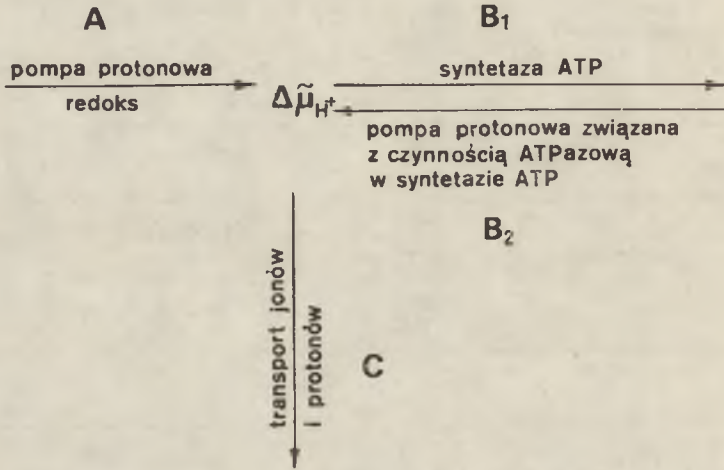 A
B₁
pompa protonowa
redoks
Δμ̃H⁺
syntetaza ATP
pompa protonowa związana
z czynnością ATPazową
w syntetazie ATP
B₂
transport jonów
i protonów
C